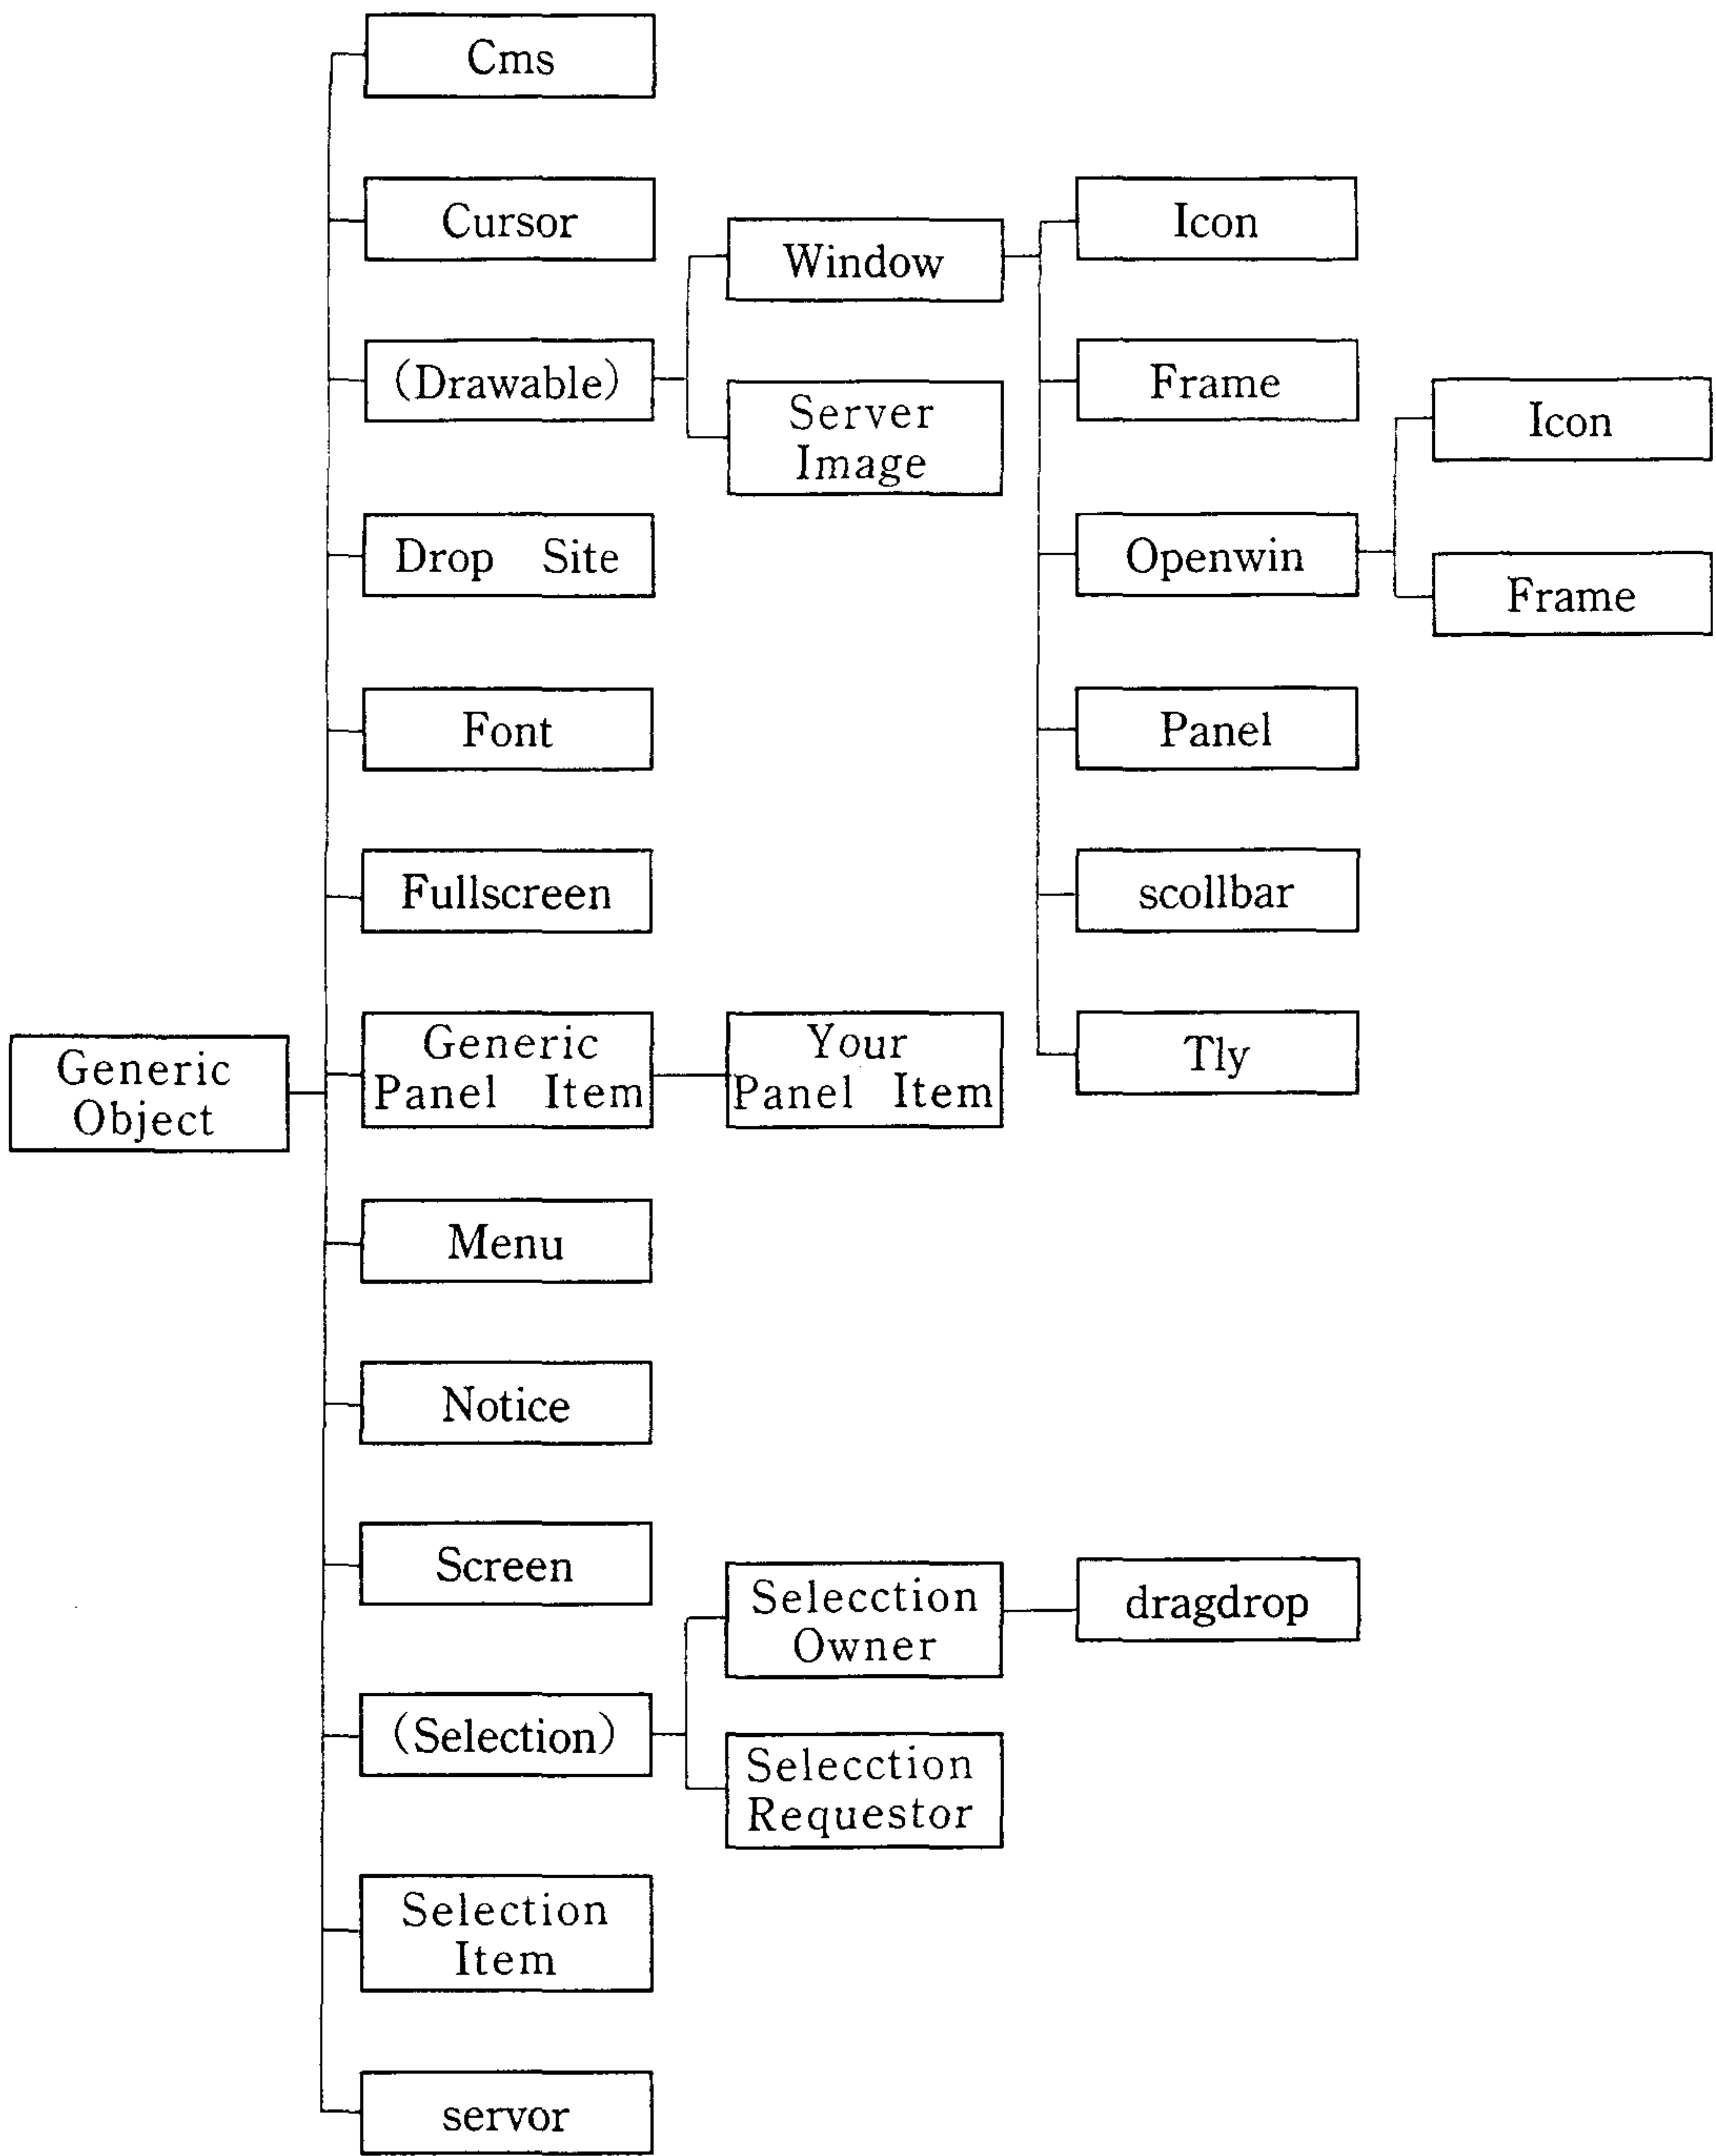 Cms
Cursor
(Drawable)
Drop Site
Font
Fullscreen
Generic
Panel Item
Generic
Object
Menu
Notice
Screen
(Selection)
Selection
Item
servor
Window
Server
Image
Your
Panel Item
Selecction
Owner
Selecction
Requestor
Icon
Frame
Openwin
Panel
scollbar
Tly
dragdrop
Icon
Frame